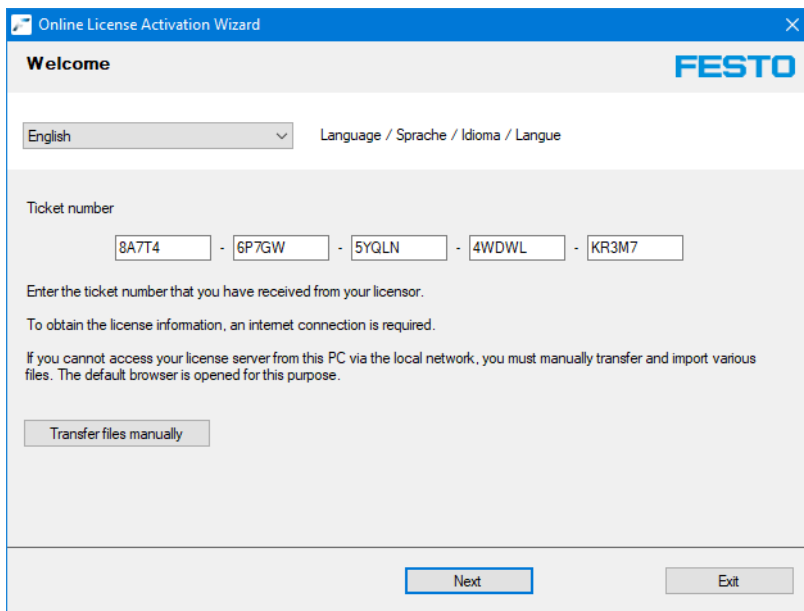 Online License Activation Wizard
Welcome
FESTO
English
Language / Sprache / Idioma / Langue
Ticket number
8A7T4 - 6P7GW - 5YQLN - 4WDWL - KR3M7
Enter the ticket number that you have received from your licensor.
To obtain the license information, an internet connection is required.
If you cannot access your license server from this PC via the local network, you must manually transfer and import various
files. The default browser is opened for this purpose.
Transfer files manually
Next
Exit